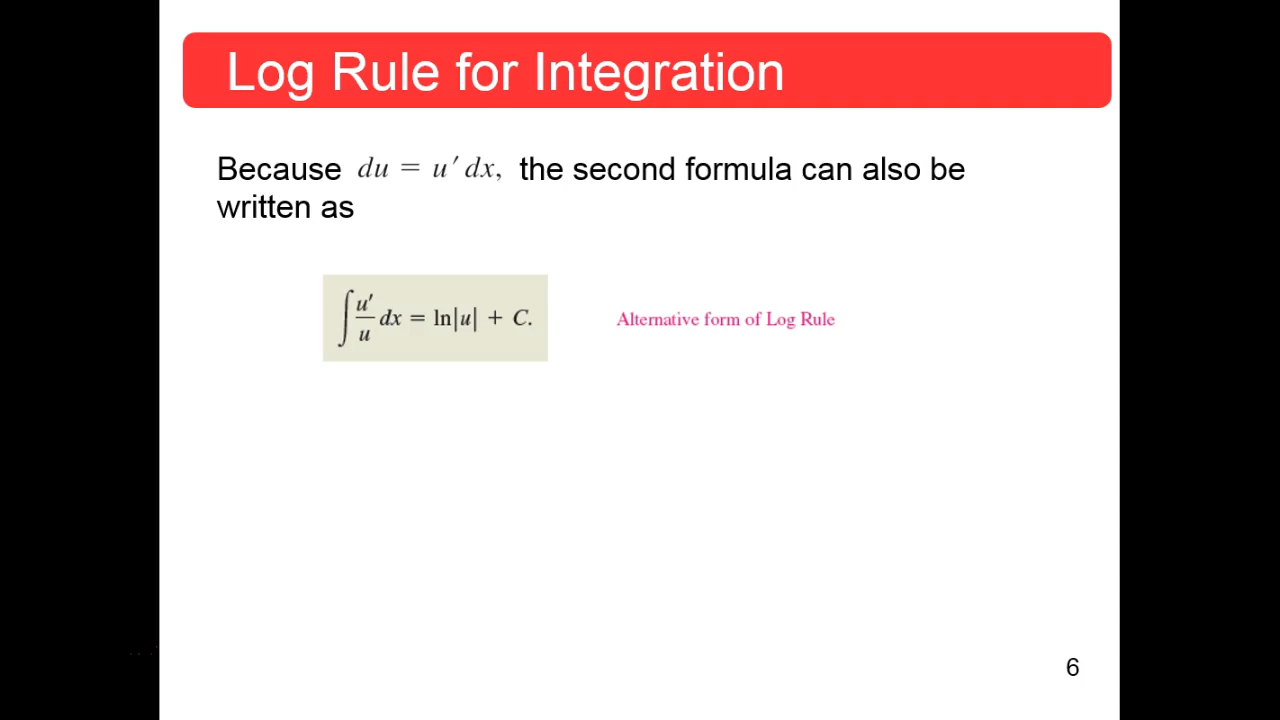 Log Rule for Integration
Because du = u′ dx, the second formula can also be
written as
∫ u′/u dx = ln|u| + C.
Alternative form of Log Rule
6